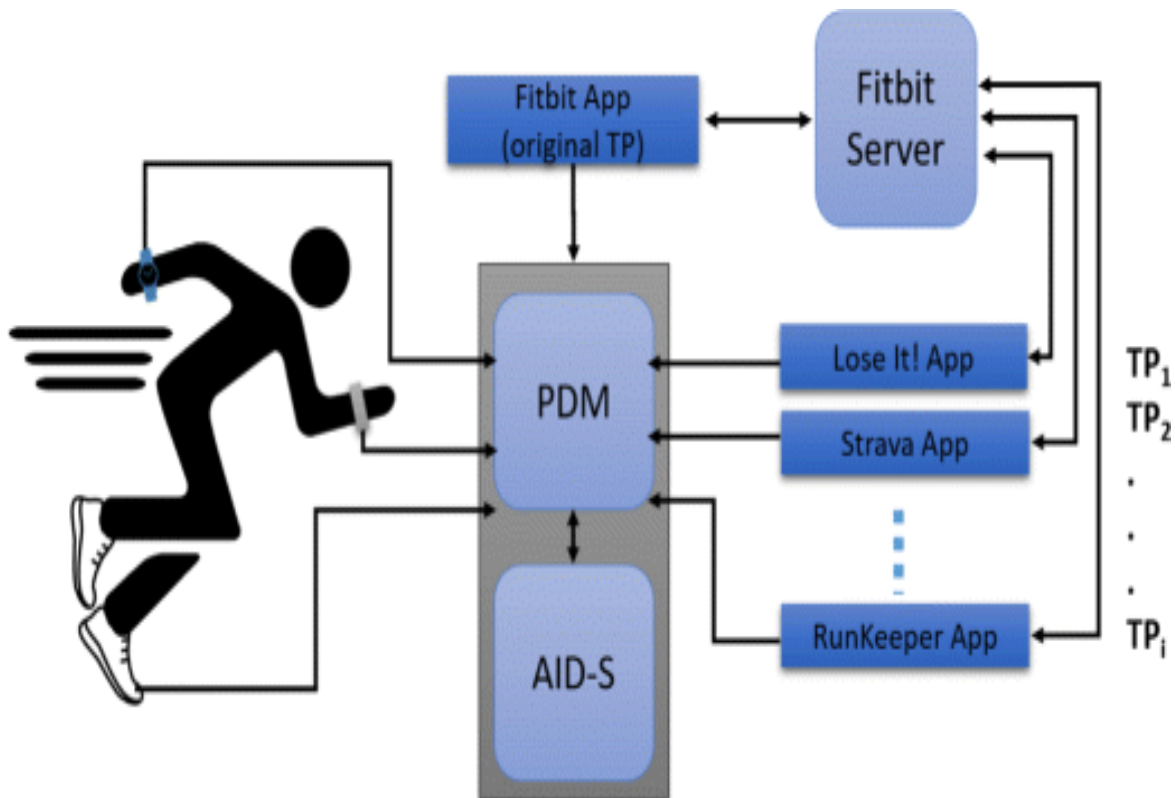 Fitbit App
(original TP)
Fitbit
Server
PDM
AID-S
Lose It! App
Strava App
RunKeeper App
TP₁
TP₂
.
.
.
TPᵢ